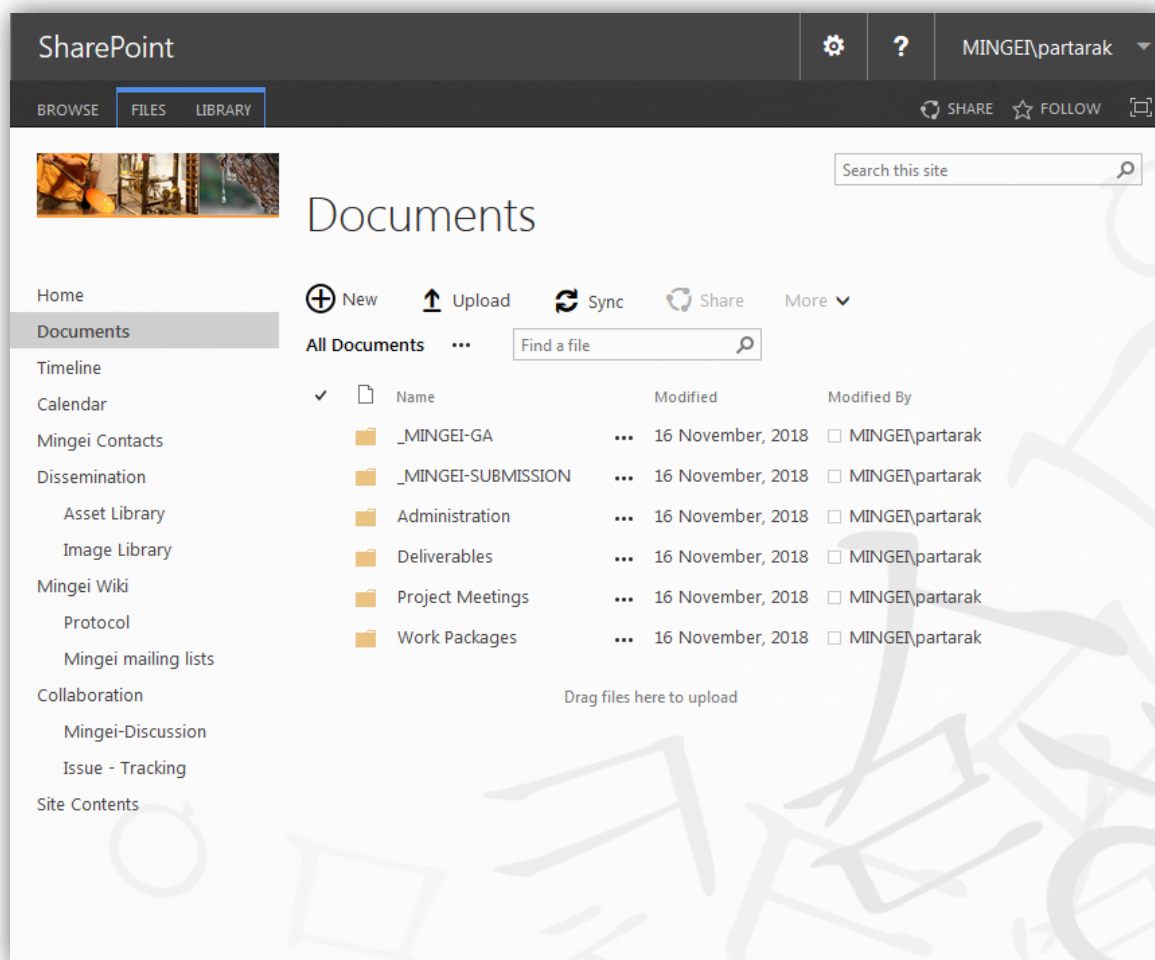 SharePoint
? MINGEI\partarak
BROWSE FILES LIBRARY SHARE FOLLOW
Search this site
Documents
Home
Documents
Timeline
Calendar
Mingei Contacts
Dissemination
Asset Library
Image Library
Mingei Wiki
Protocol
Mingei mailing lists
Collaboration
Mingei-Discussion
Issue - Tracking
Site Contents
New Upload Sync Share More
All Documents ... Find a file
Name Modified Modified By
_MINGEI-GA ... 16 November, 2018 MINGEI\partarak
_MINGEI-SUBMISSION ... 16 November, 2018 MINGEI\partarak
Administration ... 16 November, 2018 MINGEI\partarak
Deliverables ... 16 November, 2018 MINGEI\partarak
Project Meetings ... 16 November, 2018 MINGEI\partarak
Work Packages ... 16 November, 2018 MINGEI\partarak
Drag files here to upload